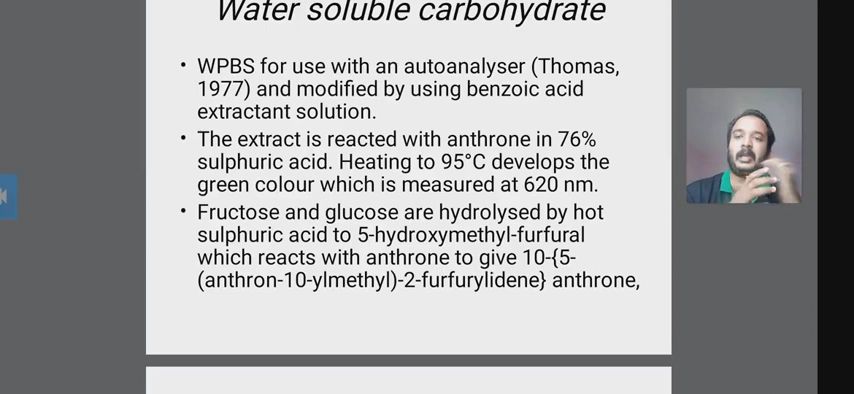 Water soluble carbohydrate
• WPBS for use with an autoanalyser (Thomas,
1977) and modified by using benzoic acid
extractant solution.
• The extract is reacted with anthrone in 76%
sulphuric acid. Heating to 95°C develops the
green colour which is measured at 620 nm.
• Fructose and glucose are hydrolysed by hot
sulphuric acid to 5-hydroxymethyl-furfural
which reacts with anthrone to give 10-{5-
(anthron-10-ylmethyl)-2-furfurylidene} anthrone,